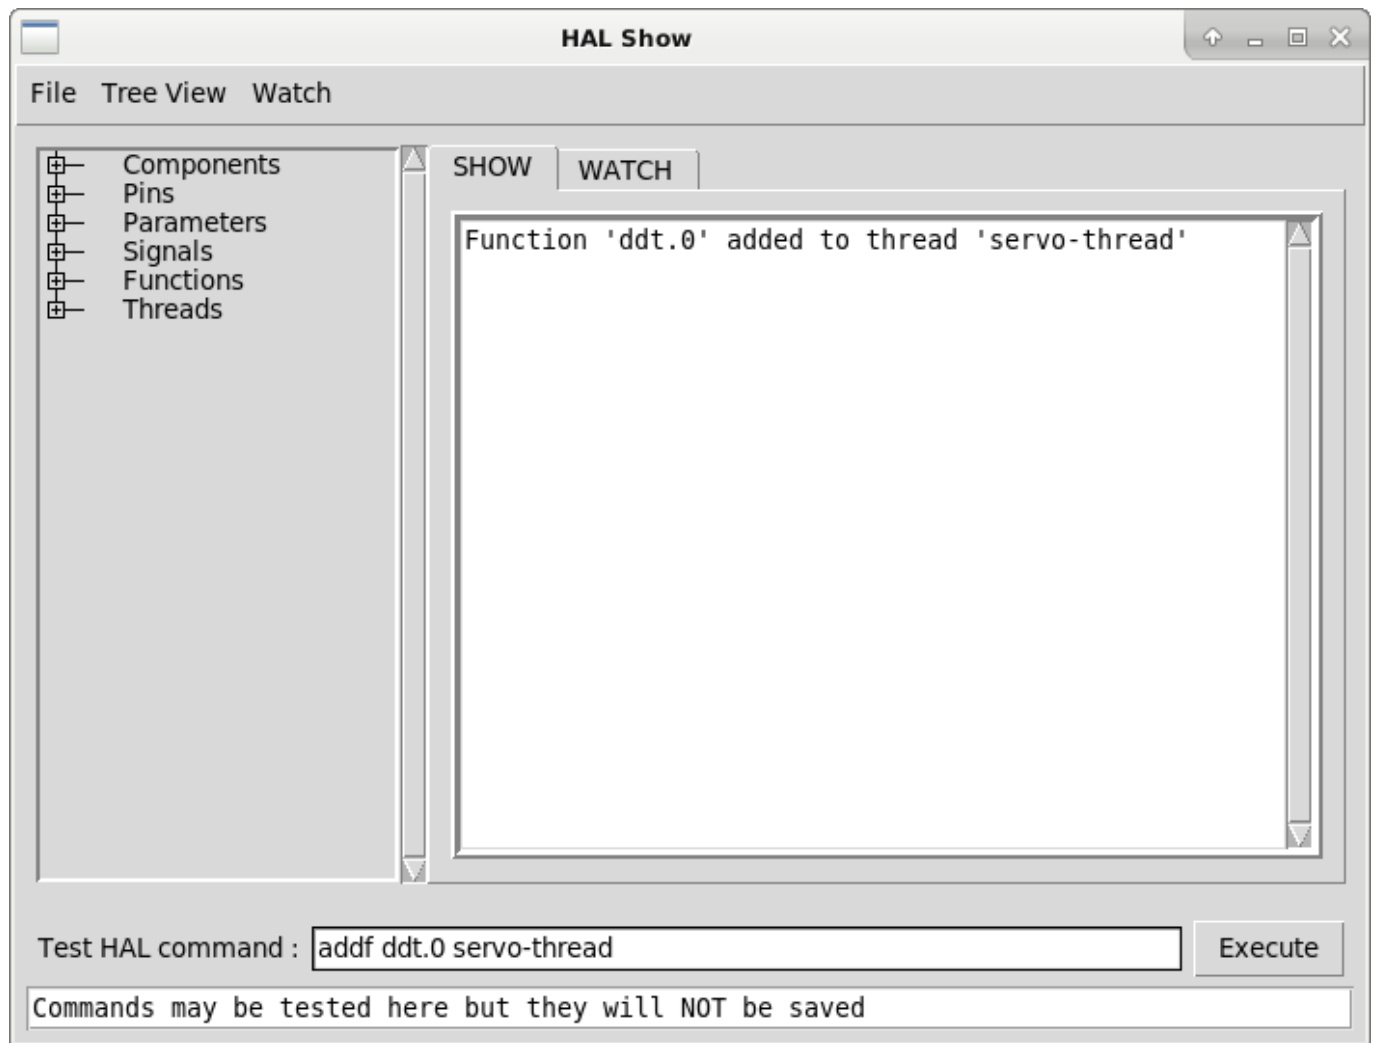 HAL Show
File Tree View Watch
Components
Pins
Parameters
Signals
Functions
Threads
SHOW WATCH
Function 'ddt.0' added to thread 'servo-thread'
Test HAL command : addf ddt.0 servo-thread Execute
Commands may be tested here but they will NOT be saved